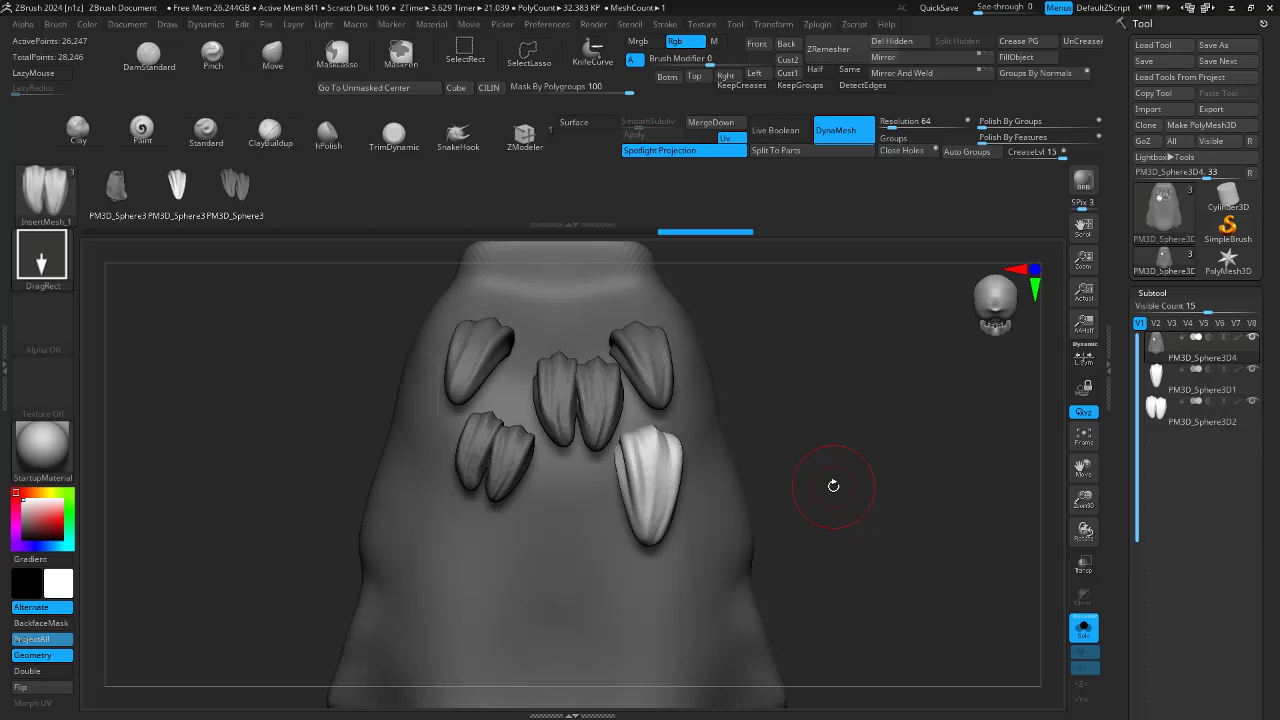 ZBrush 2024 [n1z]   ZBrush Document   • Free Mem 26.244GB • Active Mem 841 • Scratch Disk 106 • ZTime▸3.629 Timer▸21.039 • PolyCount▸32.383 KP • MeshCount▸1   AC   QuickSave   See-through 0   Menus   DefaultZScript
Alpha   Brush   Color   Document   Draw   Dynamics   Edit   File   Layer   Light   Macro   Marker   Material   Movie   Picker   Preferences   Render   Stencil   Stroke   Texture   Tool   Transform   Zplugin   Zscript   Help   Tool
ActivePoints: 26,247
TotalPoints: 28,246
LazyMouse
LazyRadius
DamStandard   Pinch   Move   MaskLasso   MaskPen   SelectRect   SelectLasso   KnifeCurve
Mrgb   Rgb   M
A   Brush Modifier 0
Botm   Top   Rght   Left   Cust1
Front   Back
Cust2
ZRemesher
Half   Same
KeepCreases   KeepGroups   DetectEdges
Del Hidden   Split Hidden   Crease PG   UnCrease
Mirror   FillObject
Mirror And Weld   Groups By Normals
Go To Unmasked Center   Cube   CILIN   Mask By Polygroups 100
Clay   Paint   Standard   ClayBuildup   hPolish   TrimDynamic   SnakeHook   ZModeler   1
Surface   SmoothSubdiv   MergeDown
Apply   Uv
Spotlight Projection   Split To Parts
Live Boolean   DynaMesh
Resolution 64   Polish By Groups
Groups   Polish By Features
Close Holes   Auto Groups   CreaseLvl 15
3
InsertMesh_1
PM3D_Sphere3   PM3D_Sphere3   PM3D_Sphere3
DragRect
Alpha Off
Texture Off
StartupMaterial
Gradient
Alternate
BackfaceMask
ProjectAll
Geometry
Double
Flip
Morph UV
BPR
SPix 3
Scroll
Zoom
Actual
AAHalf
Dynamic
L.Sym
XYZ
Frame
Move
Zoom3D
Rotate
Transp
Ghost
Dynamic
Solo
>M<
>X<
>Z<
>Y<
Load Tool   Save As
Save   Save Next
Load Tools From Project
Copy Tool   Paste Tool
Import   Export
Clone   Make PolyMesh3D
GoZ   All   Visible   R
Lightbox▶Tools
PM3D_Sphere3D4. 33   R
3
PM3D_Sphere3D   Cylinder3D
SimpleBrush
3
PM3D_Sphere3D   PolyMesh3D
Subtool
Visible Count 15
V1   V2   V3   V4   V5   V6   V7   V8
PM3D_Sphere3D4
PM3D_Sphere3D1
PM3D_Sphere3D2